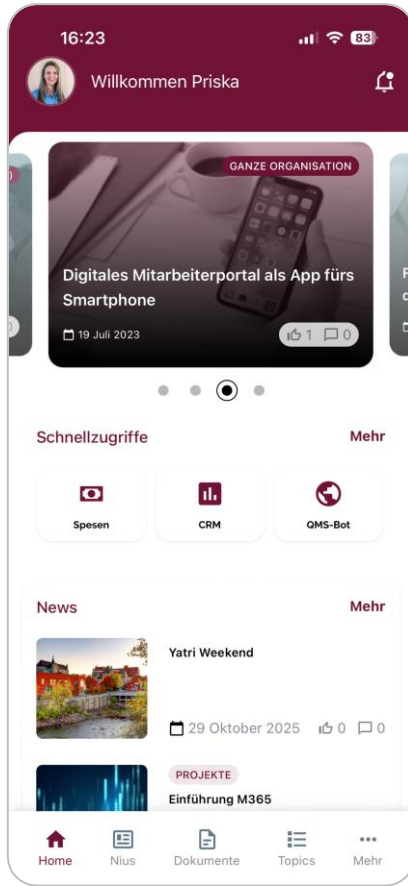 16:23
83
Willkommen Priska
GANZE ORGANISATION
Digitales Mitarbeiterportal als App fürs
Smartphone
19 Juli 2023
1
0
Schnellzugriffe
Mehr
Spesen
CRM
QMS-Bot
News
Mehr
Yatri Weekend
29 Oktober 2025
0
0
PROJEKTE
Einführung M365
Home
Nius
Dokumente
Topics
Mehr